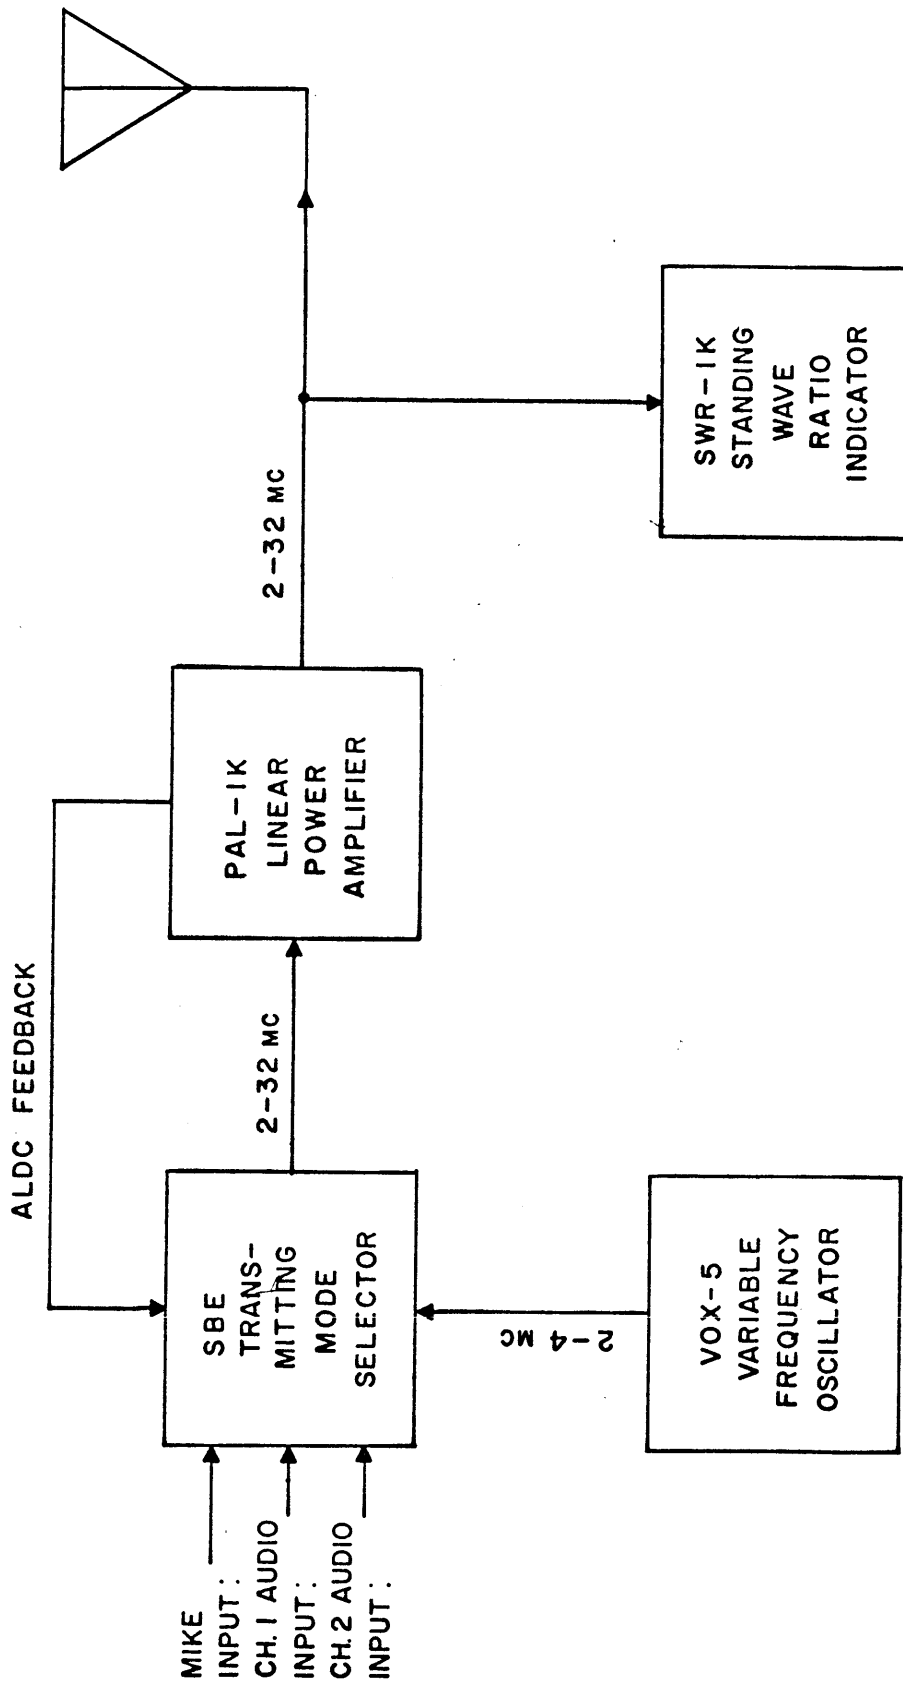 ALDC FEEDBACK
MIKE
INPUT:
CH. 1 AUDIO
INPUT:
CH. 2 AUDIO
INPUT:
SBE
TRANS-
MITTING
MODE
SELECTOR
2-32 MC
PAL-1K
LINEAR
POWER
AMPLIFIER
2-32 MC
2-4 MC
VOX-5
VARIABLE
FREQUENCY
OSCILLATOR
SWR-1K
STANDING
WAVE
RATIO
INDICATOR